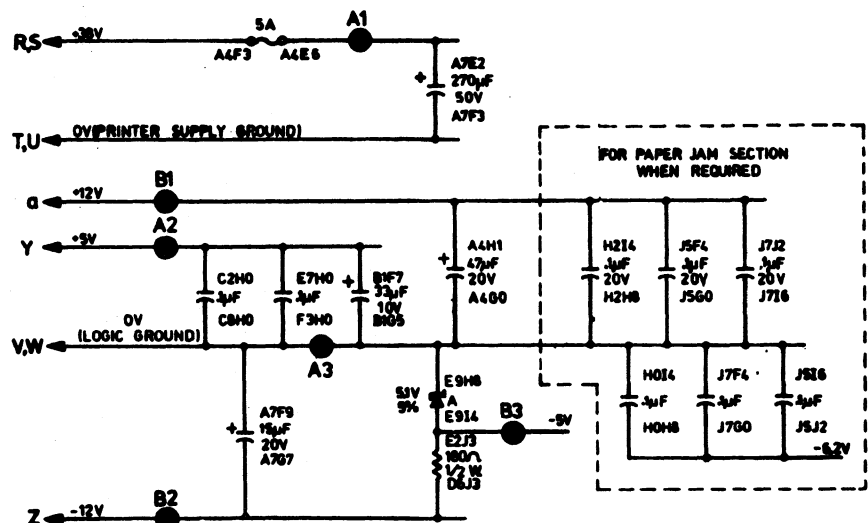 5A
A1
R,S
+38V
A4F3
A4E6
A7E2
270µF
50V
A7F3
T,U
0V(PRINTER SUPPLY GROUND)
FOR PAPER JAM SECTION
WHEN REQUIRED
B1
a
+12V
A2
Y
+5V
C2H0
.1µF
C8H0
E7H0
.1µF
F3H0
B1F7
33µF
10V
B1G5
A4H1
47µF
20V
A4G0
H2I4
.1µF
20V
H2H8
J5F4
.1µF
20V
J5G0
J7J2
.1µF
20V
J7I6
0V
(LOGIC GROUND)
V,W
A3
A7F9
15µF
20V
A7G7
5.1V
5%
E9H8
A
E9I4
B3
-5V
E2J3
180Ω
1/2 W.
D6J3
H0I4
.1µF
H0H8
J7F4
.1µF
J7G0
J5I6
.1µF
J5J2
-6.2V
B2
Z
-12V